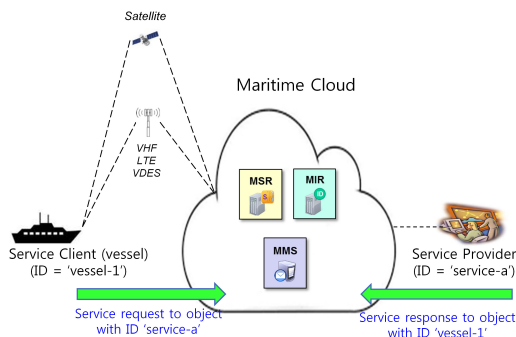 Satellite
Maritime Cloud
VHF
LTE
VDES
MSR
S
MIR
ID
MMS
Service Client (vessel)
(ID = ‘vessel-1’)
Service Provider
(ID = ‘service-a’)
Service request to object
with ID ‘service-a’
Service response to object
with ID ‘vessel-1’